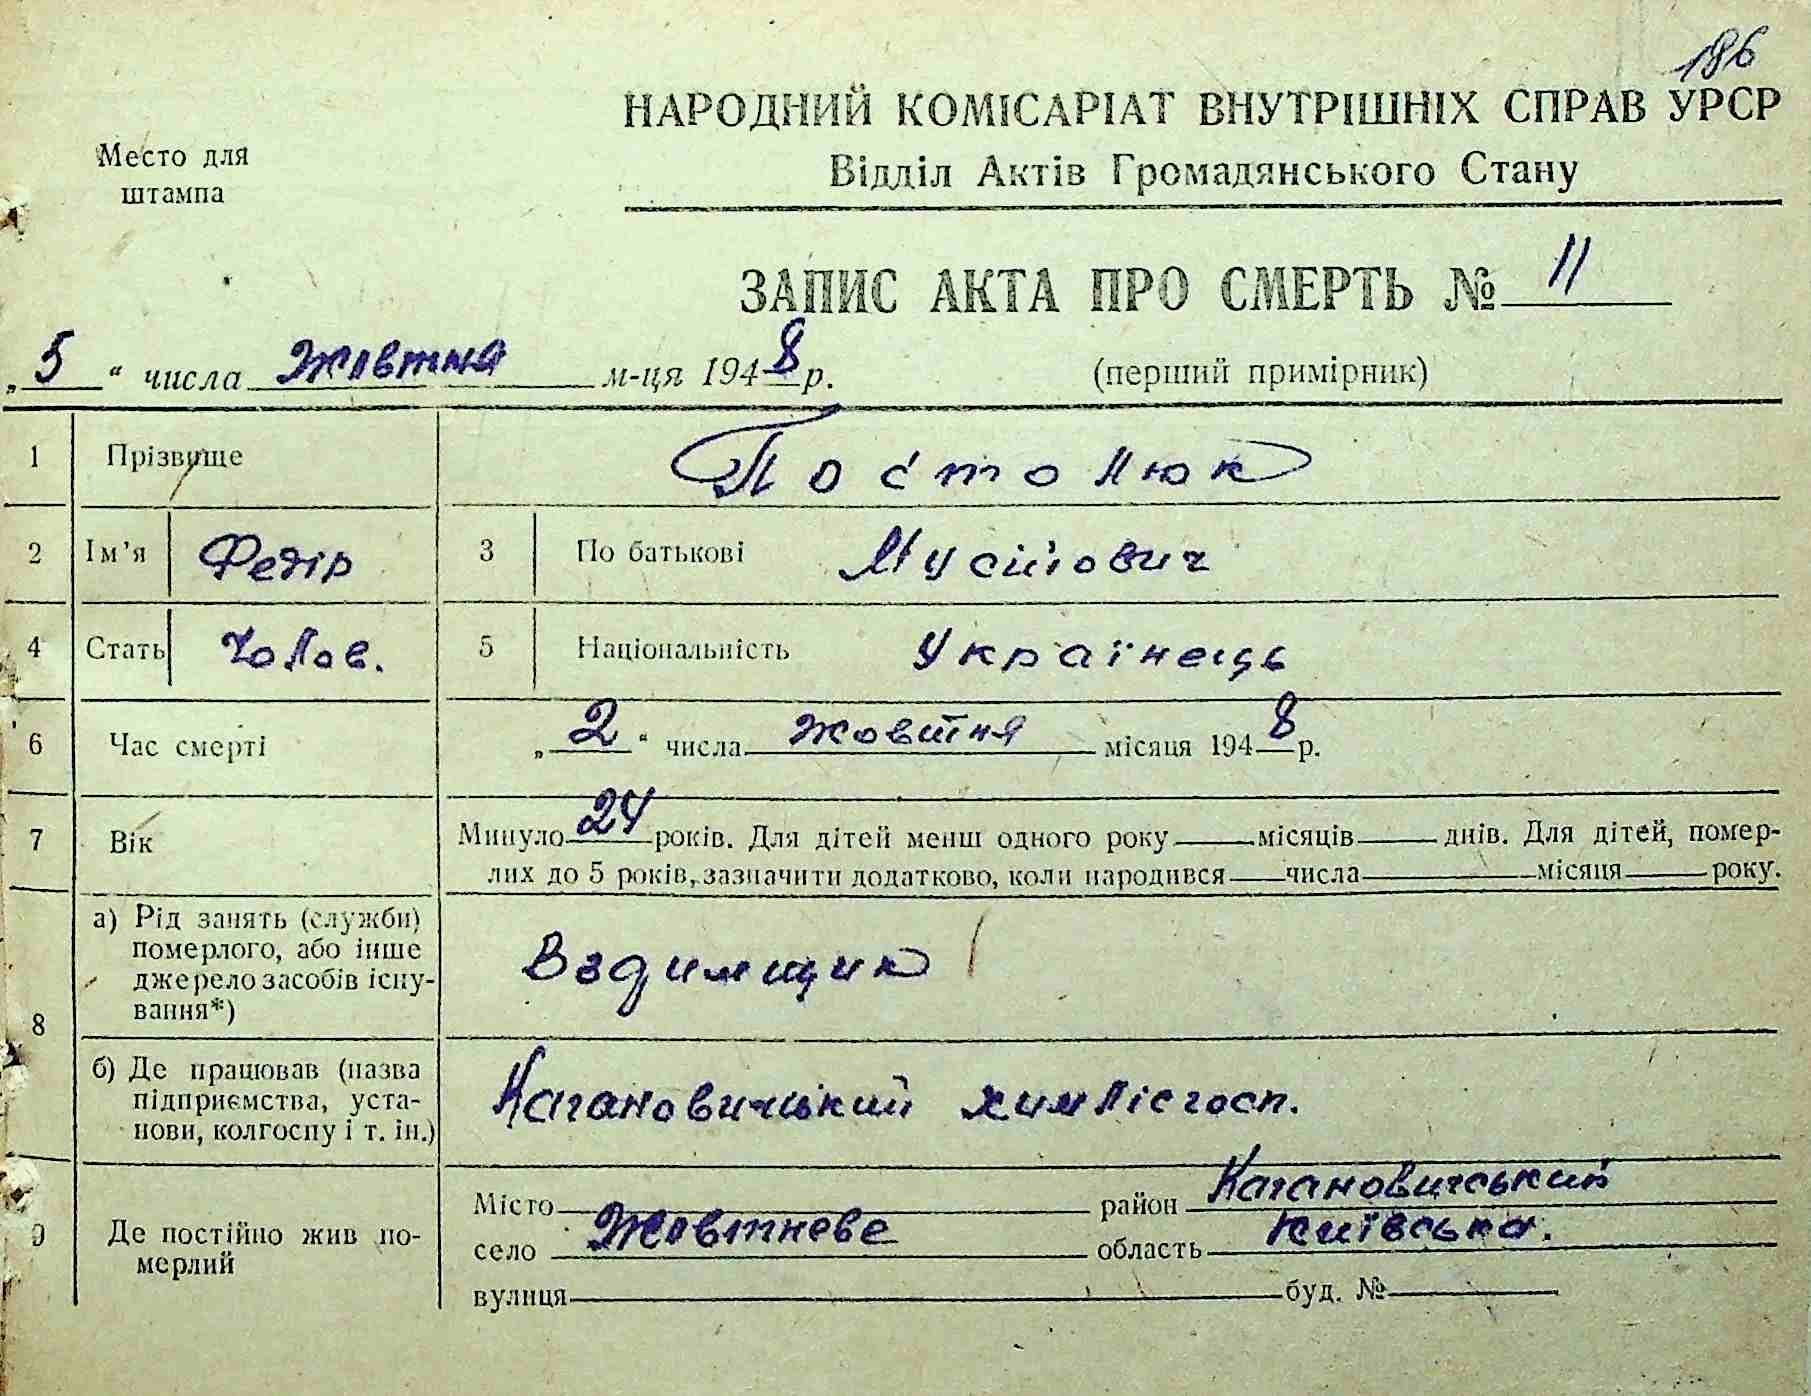 186
НАРОДНИЙ КОМІСАРІАТ ВНУТРІШНІХ СПРАВ УРСР
Место для
штампа
Відділ Актів Громадянського Стану
ЗАПИС АКТА ПРО СМЕРТЬ № 11
„5“ числа Жовтня м-ця 1948 р. (перший примірник)
1 Прізвище Постолюк
2 Ім’я Федір 3 По батькові Мусійович
4 Стать Чолов. 5 Національність Українець
6 Час смерті „2“ числа жовтня місяця 1948 р.
7 Вік Минуло 24 років. Для дітей менш одного року місяців днів. Для дітей, помер-
лих до 5 років, зазначити додатково, коли народився числа місяця року.
8 а) Рід занять (служби)
померлого, або інше
джерело засобів існу-
вання*) Вздимщик
б) Де працював (назва
підприємства, уста-
нови, колгоспу і т. ін.) Кагановичський химлісгосп.
9 Де постійно жив по-
мерлий
Місто район Кагановичський
село Жовтневе область Київська.
вулиця буд. №